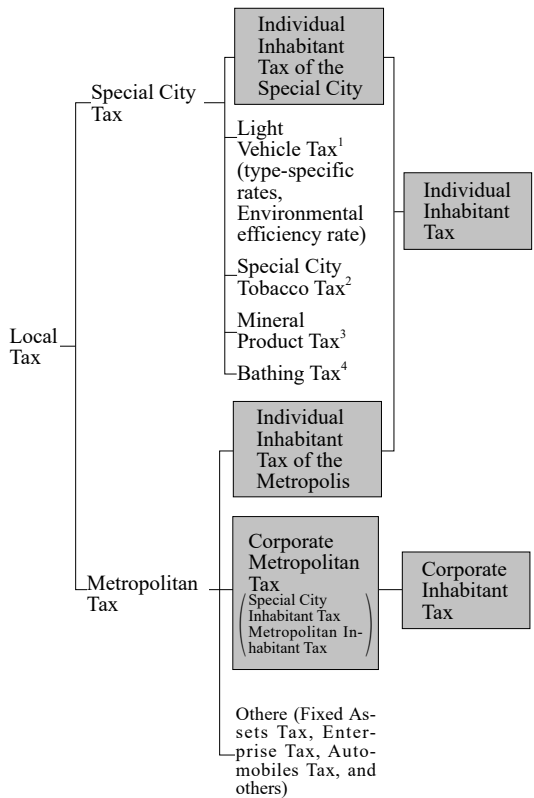 Individual
Inhabitant
Tax of the
Special City
Special City
Tax
Light
Vehicle Tax¹
(type-specific
rates,
Environmental
efficiency rate)
Individual
Inhabitant
Tax
Special City
Tobacco Tax²
Mineral
Product Tax³
Local
Tax
Bathing Tax⁴
Individual
Inhabitant
Tax of the
Metropolis
Metropolitan
Tax
Corporate
Metropolitan
Tax
(Special City
Inhabitant Tax
Metropolitan In-
habitant Tax)
Corporate
Inhabitant
Tax
Othere (Fixed As-
sets Tax, Enter-
prise Tax, Auto-
mobiles Tax, and
others)